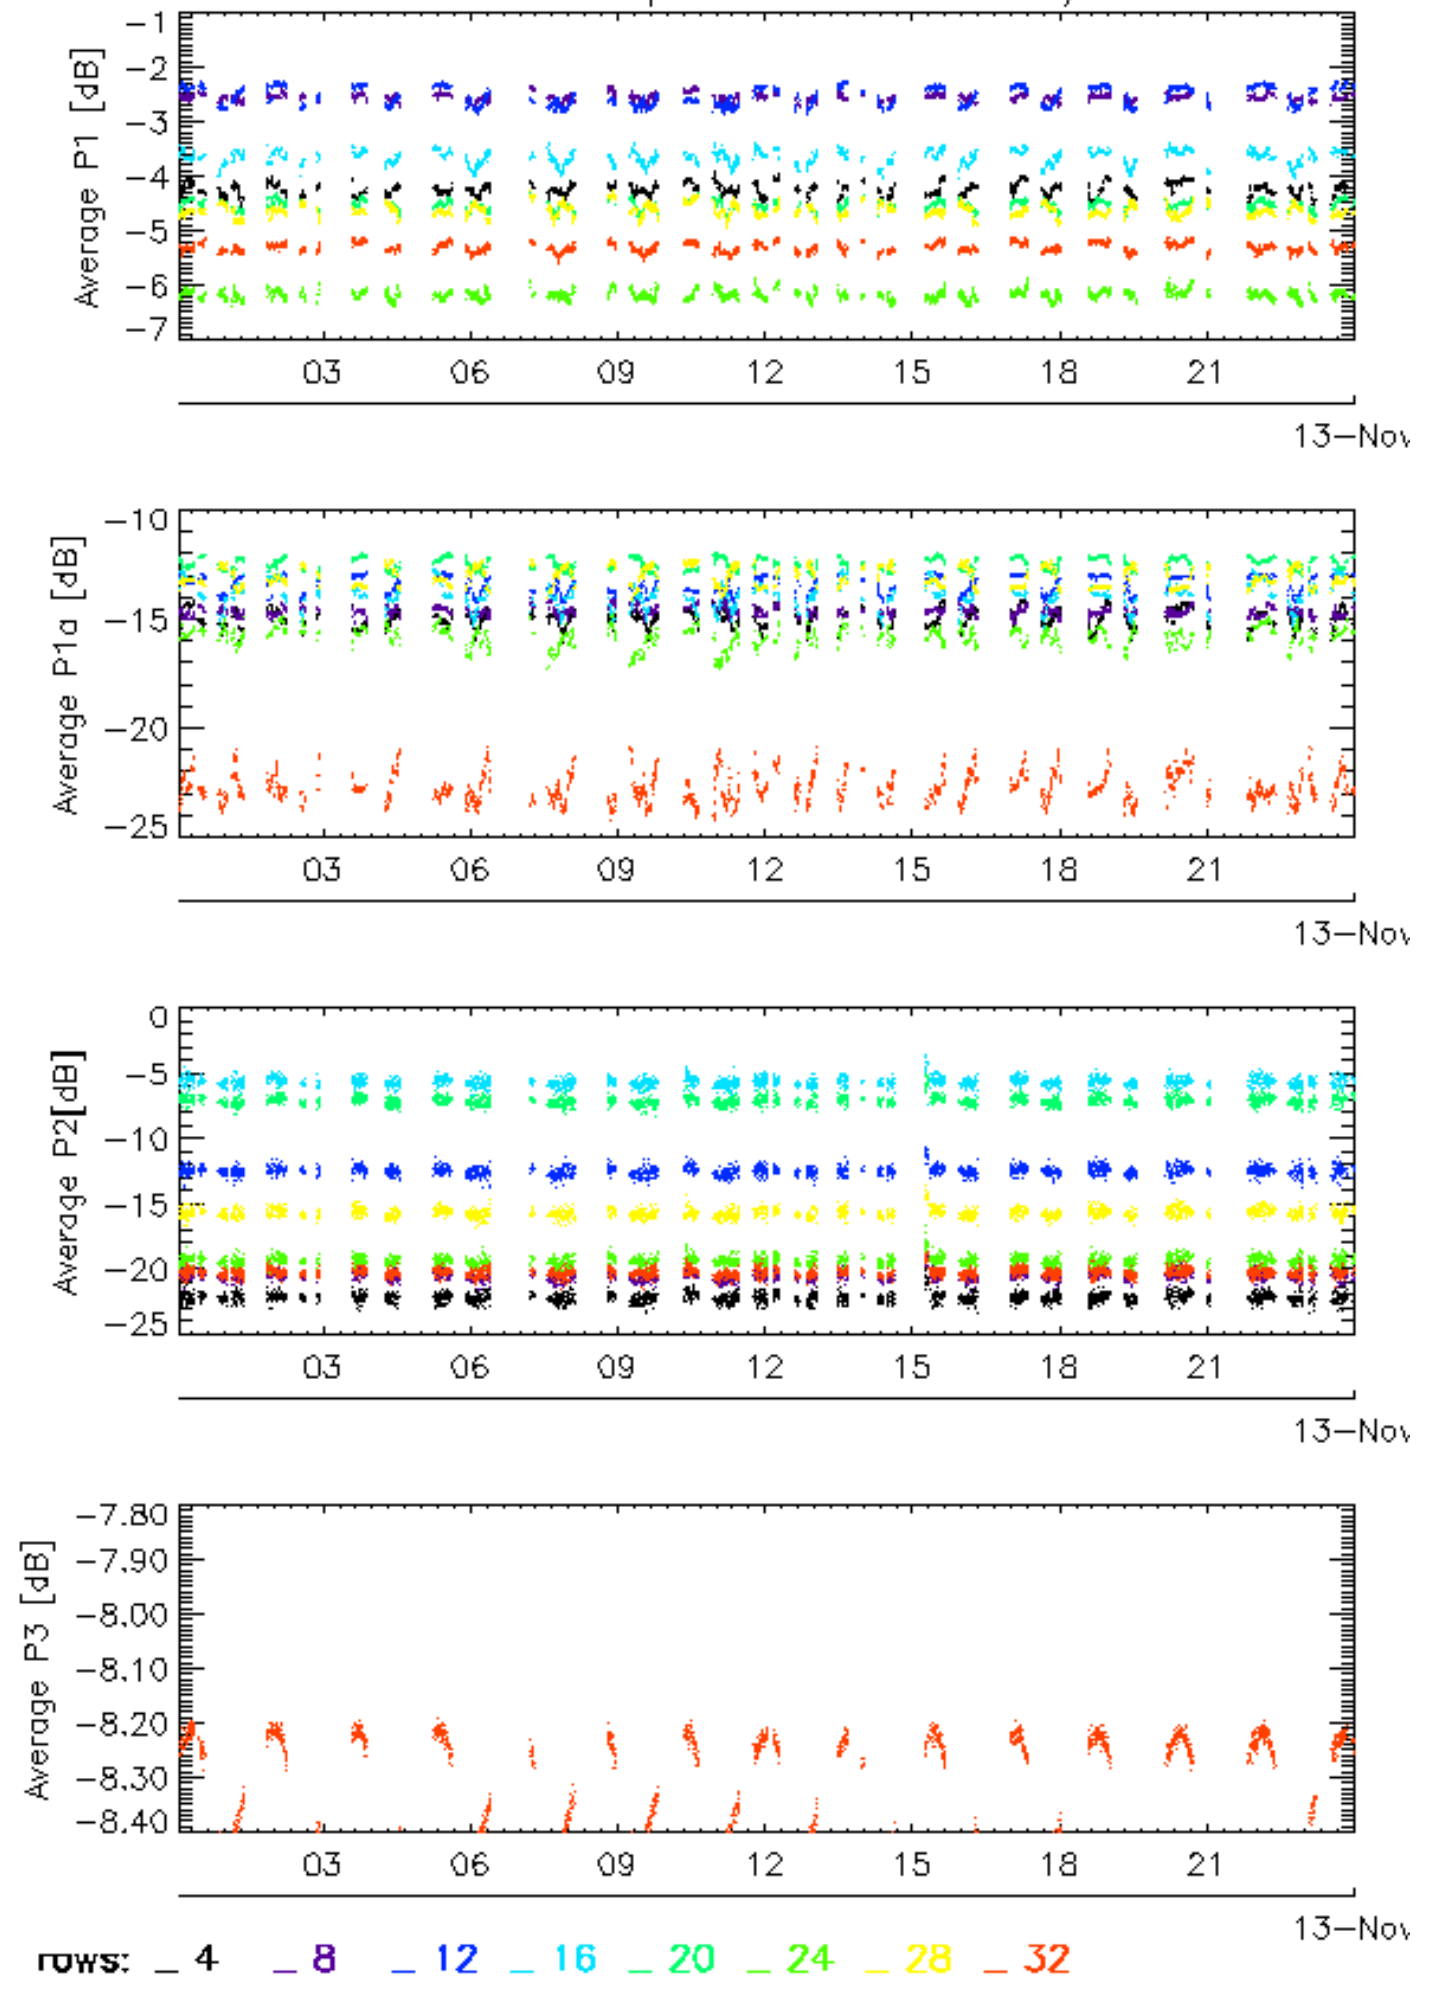 Average P1 [dB]
−1
−2
−3
−4
−5
−6
−7
03 06 09 12 15 18 21
13−Nov
Average P1a [dB]
−10
−15
−20
−25
03 06 09 12 15 18 21
13−Nov
Average P2[dB]
0
−5
−10
−15
−20
−25
03 06 09 12 15 18 21
13−Nov
Average P3 [dB]
−7.80
−7.90
−8.00
−8.10
−8.20
−8.30
−8.40
03 06 09 12 15 18 21
13−Nov
rows: _ 4 _ 8 _ 12 _ 16 _ 20 _ 24 _ 28 _ 32